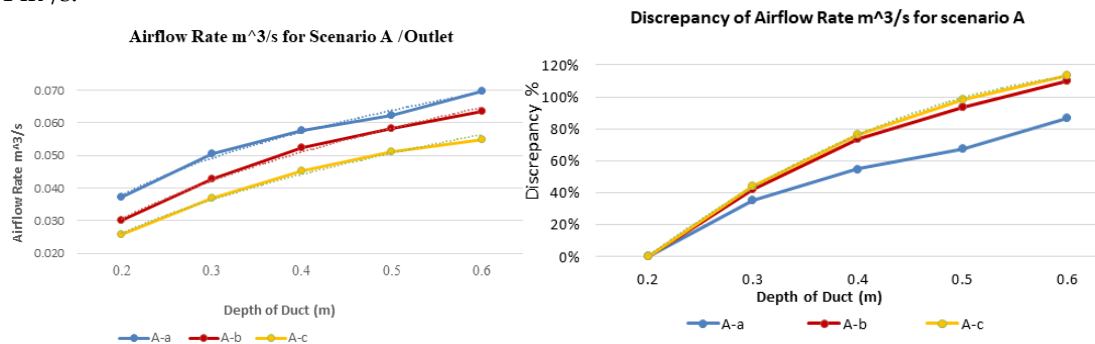 Airflow Rate m^3/s for Scenario A /Outlet
0.070
0.060
0.050
0.040
0.030
0.020
Airflow Rate m^3/s
0.2 0.3 0.4 0.5 0.6
Depth of Duct (m)
A-a A-b A-c
Discrepancy of Airflow Rate m^3/s for scenario A
120%
100%
80%
60%
40%
20%
0%
Discrepancy %
0.2 0.3 0.4 0.5 0.6
Depth of Duct (m)
A-a A-b A-c